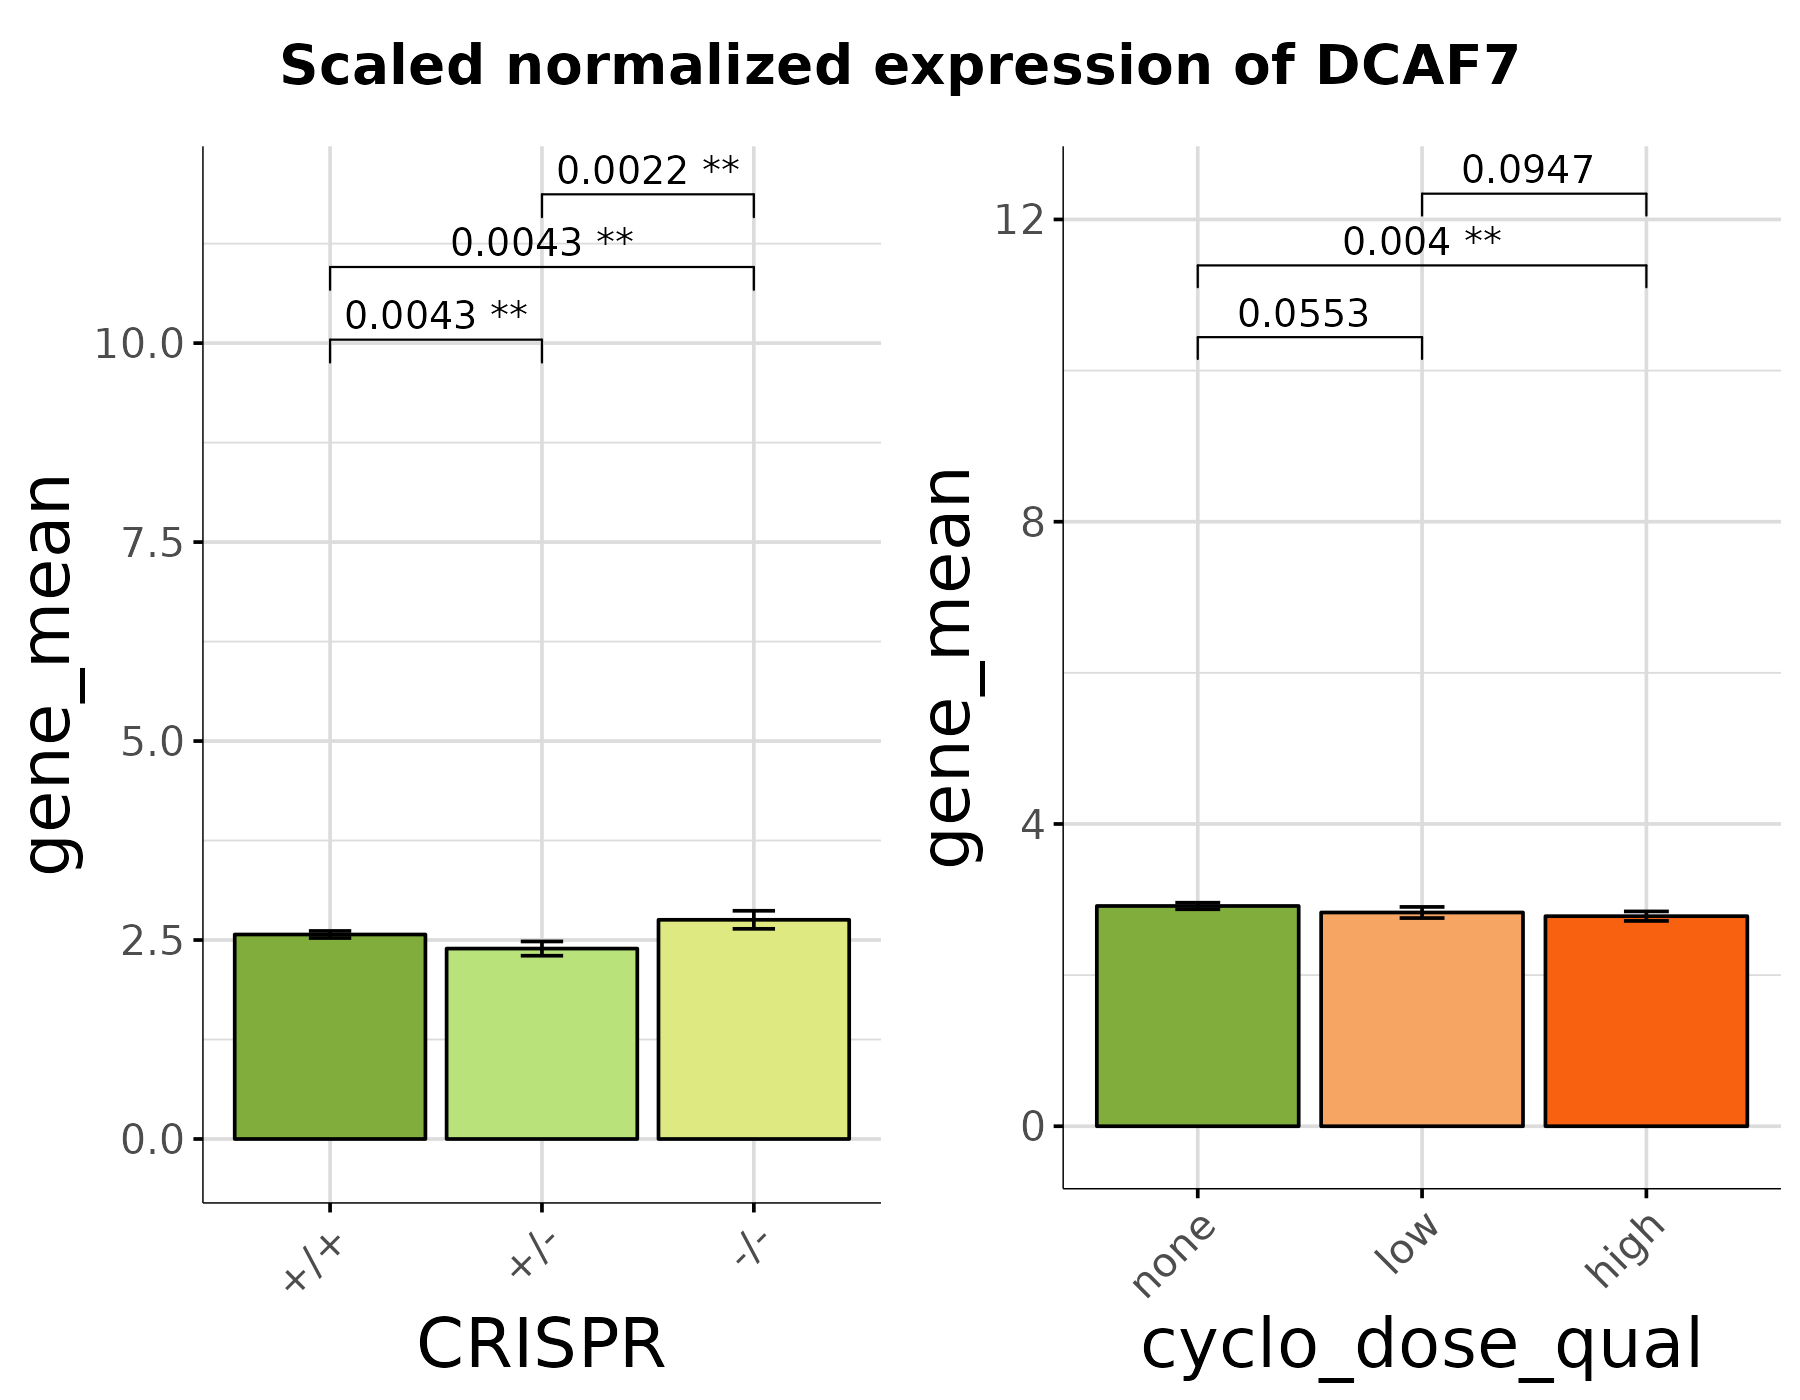 Scaled normalized expression of DCAF7
gene_mean
10.0
7.5
5.0
2.5
0.0
0.0022 **
0.0043 **
0.0043 **
+/+
+/-
-/-
CRISPR
gene_mean
12
8
4
0
0.0947
0.004 **
0.0553
none
low
high
cyclo_dose_qual